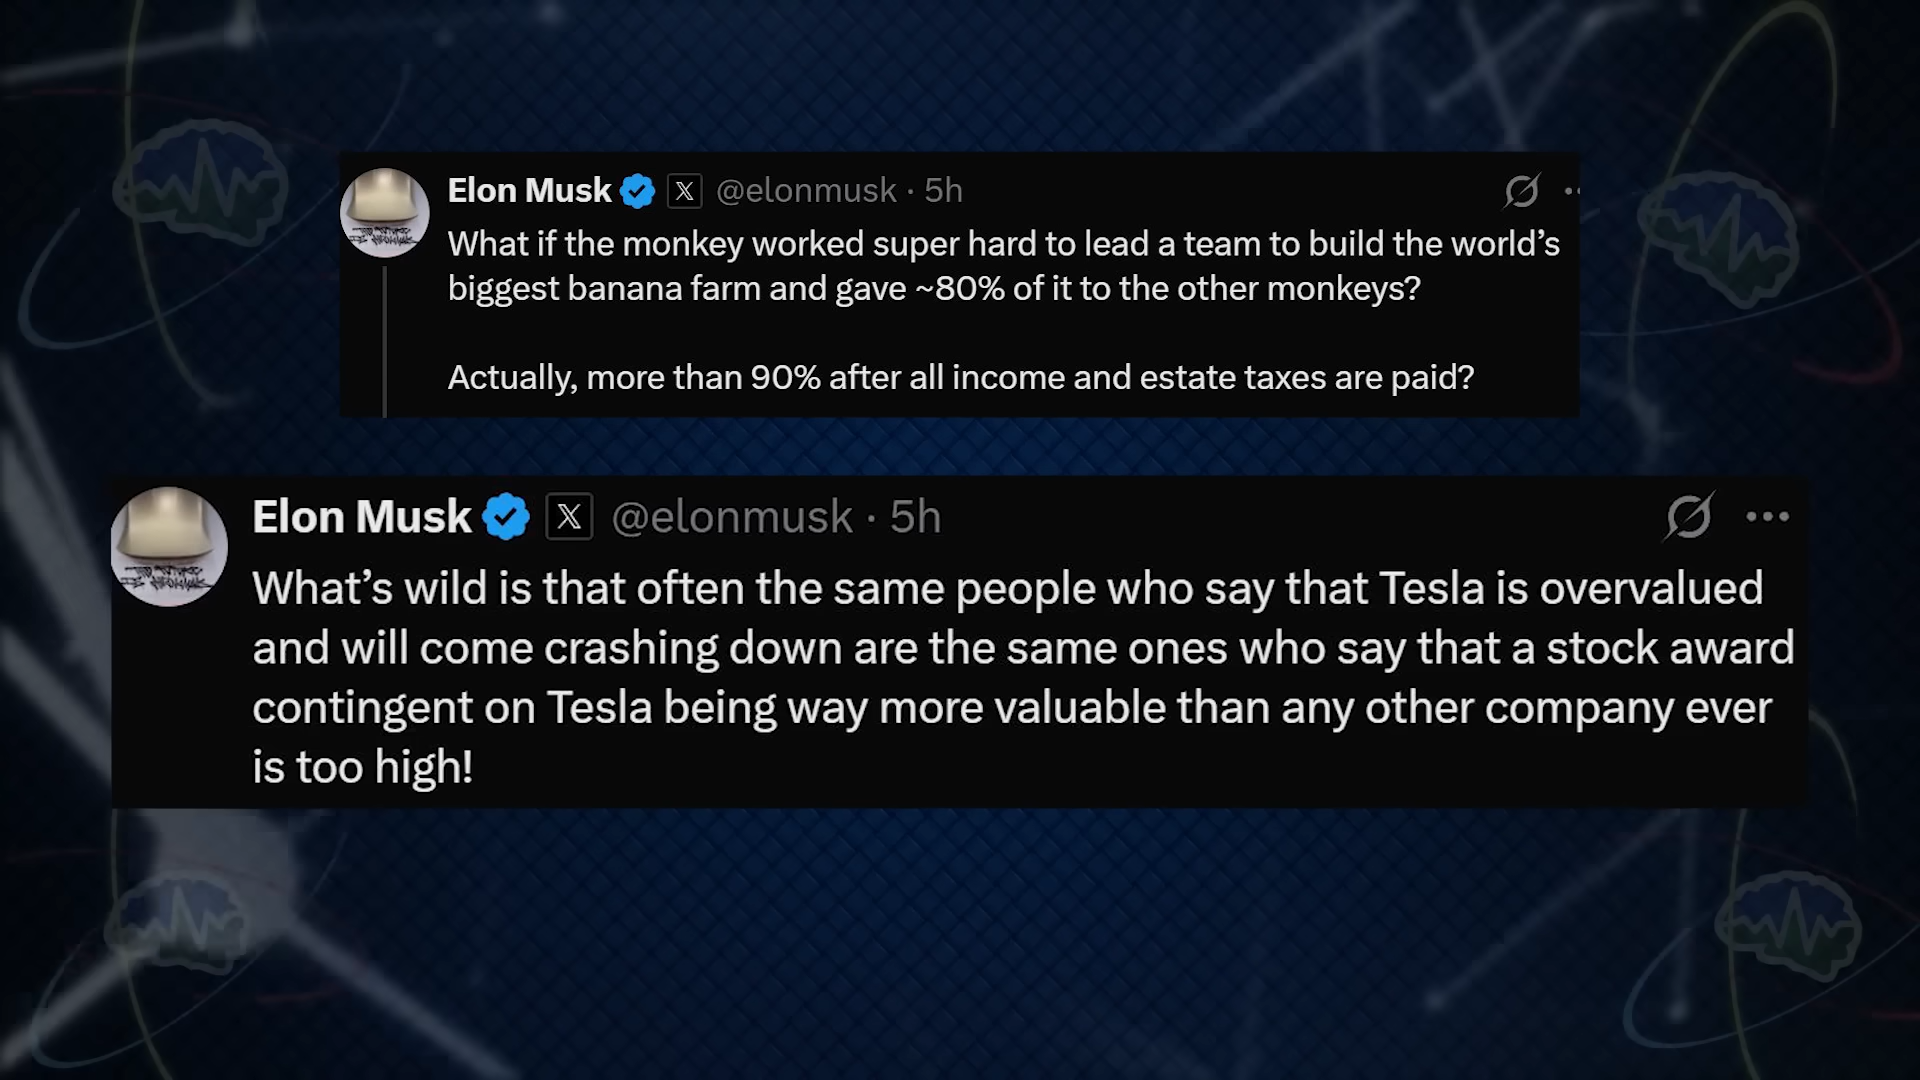 Elon Musk @elonmusk · 5h
What if the monkey worked super hard to lead a team to build the world’s
biggest banana farm and gave ~80% of it to the other monkeys?
Actually, more than 90% after all income and estate taxes are paid?
Elon Musk @elonmusk · 5h
What’s wild is that often the same people who say that Tesla is overvalued
and will come crashing down are the same ones who say that a stock award
contingent on Tesla being way more valuable than any other company ever
is too high!